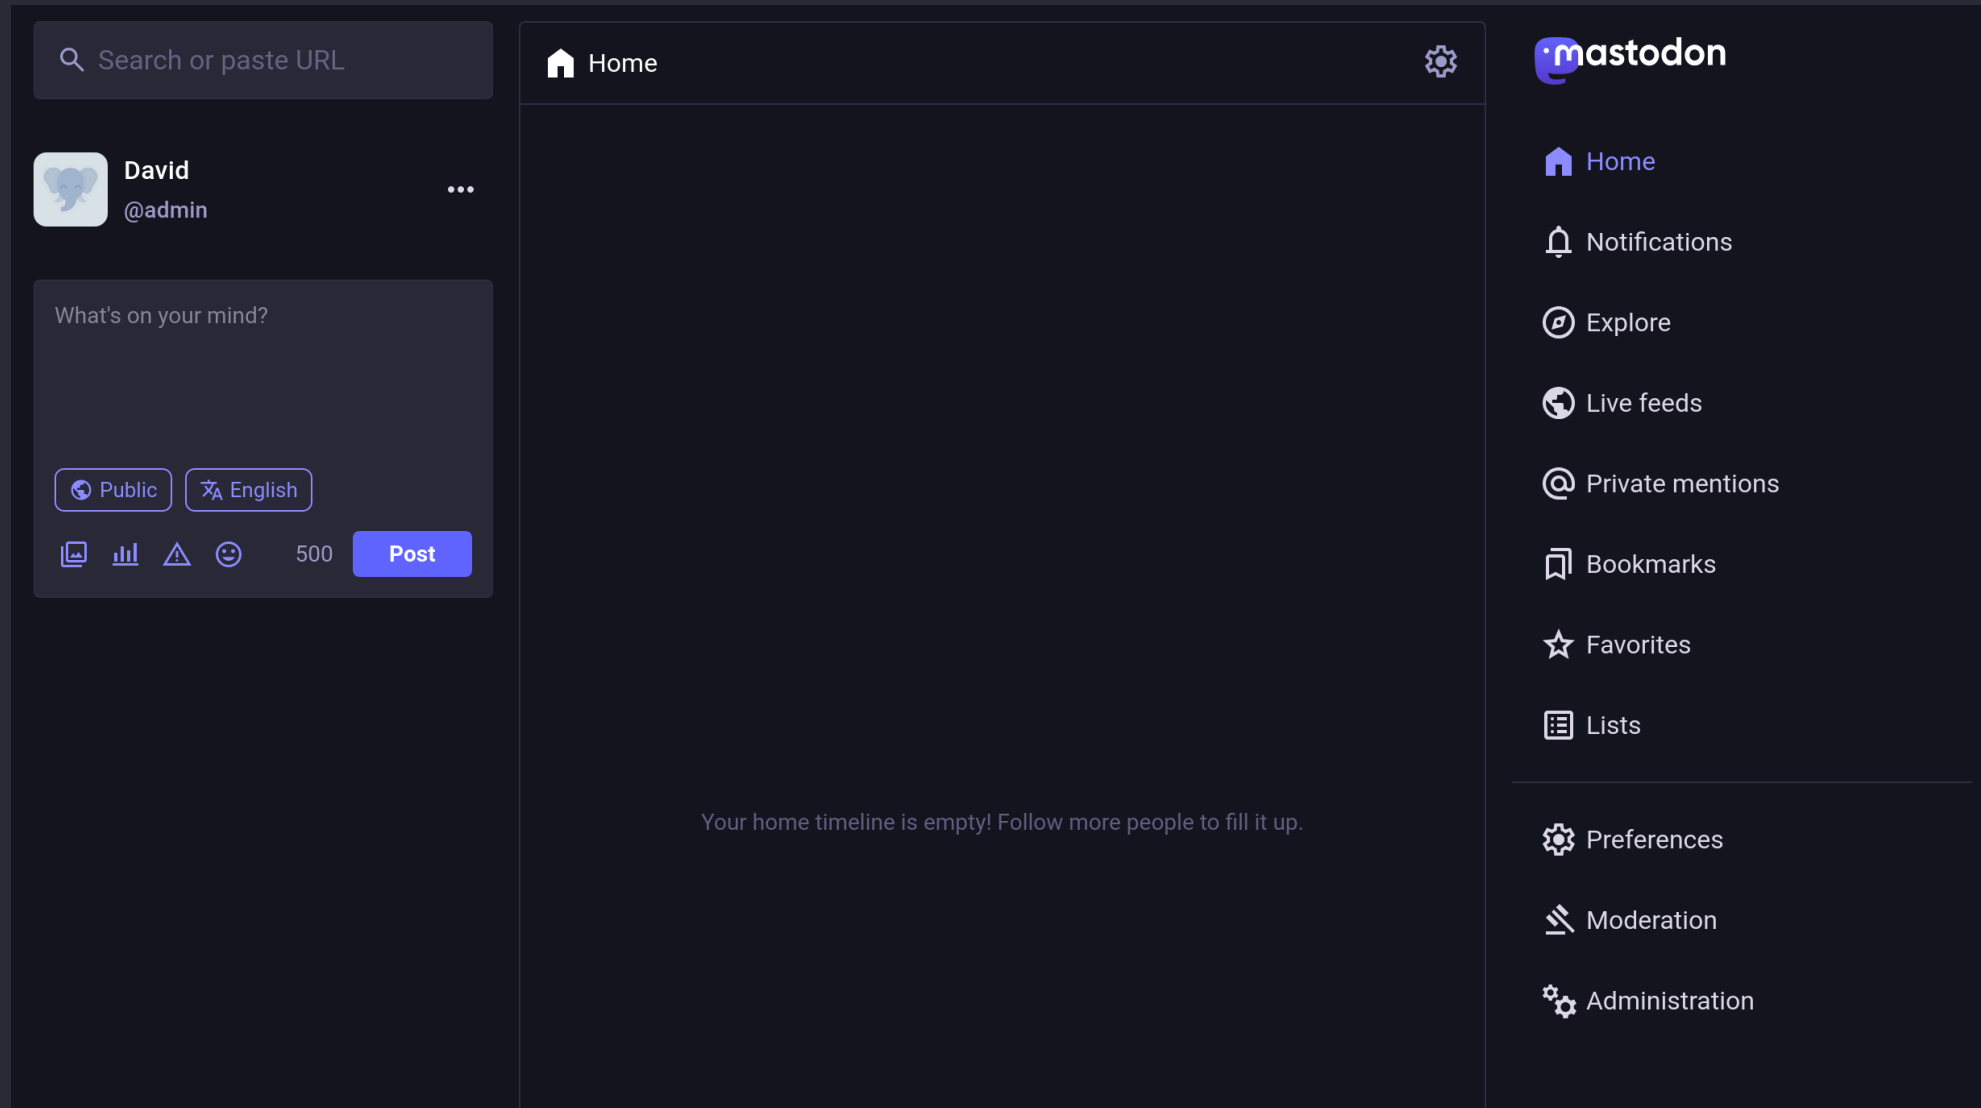 Search or paste URL
David
@admin
What's on your mind?
Public
English
500
Post
Home
Your home timeline is empty! Follow more people to fill it up.
mastodon
Home
Notifications
Explore
Live feeds
Private mentions
Bookmarks
Favorites
Lists
Preferences
Moderation
Administration